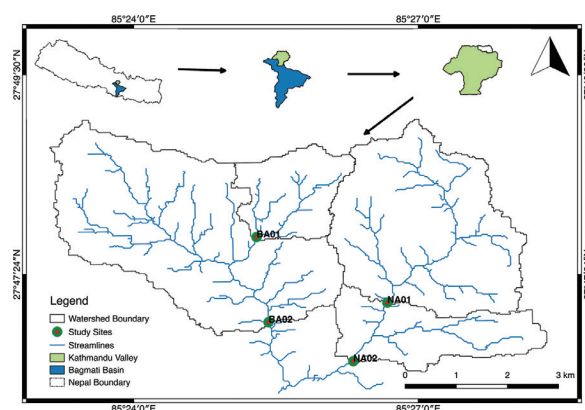 85°24'0"E 85°27'0"E
27°49'30"N
BA01
27°47'24"N
NA01
BA02
NA02
Legend
Watershed Boundary
Study Sites
Streamlines
Kathmandu Valley
Bagmati Basin
Nepal Boundary
0 1 2 3 km
85°24'0"E 85°27'0"E